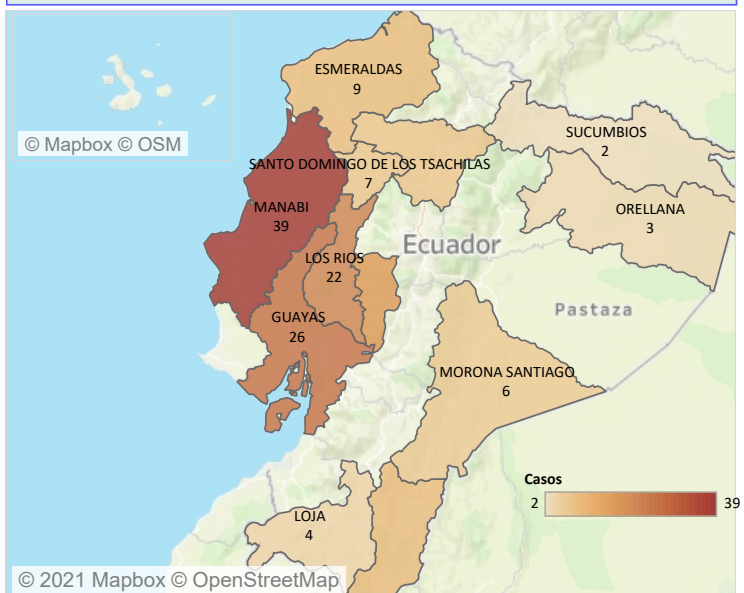 ESMERALDAS
9
© Mapbox © OSM
SUCUMBIOS
2
SANTO DOMINGO DE LOS TSACHILAS
7
MANABI
39
ORELLANA
3
Ecuador
LOS RIOS
22
Pastaza
GUAYAS
26
MORONA SANTIAGO
6
Casos
2
39
LOJA
4
© 2021 Mapbox © OpenStreetMap